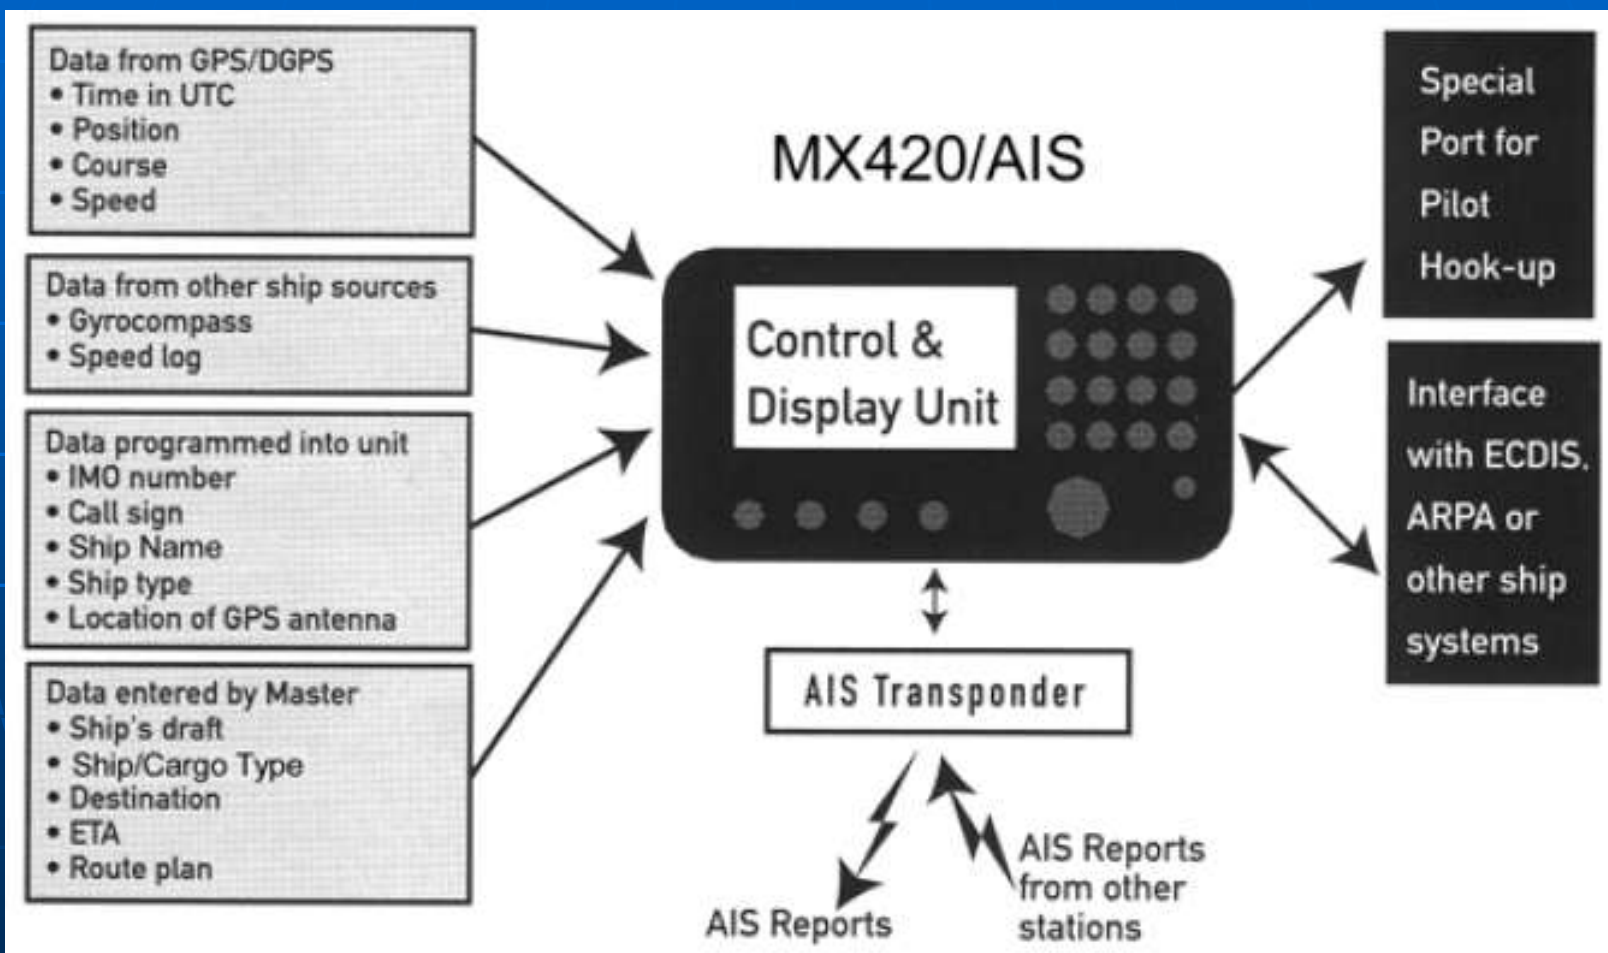 Data from GPS/DGPS
• Time in UTC
• Position
• Course
• Speed
Data from other ship sources
• Gyrocompass
• Speed log
Data programmed into unit
• IMO number
• Call sign
• Ship Name
• Ship type
• Location of GPS antenna
Data entered by Master
• Ship's draft
• Ship/Cargo Type
• Destination
• ETA
• Route plan
MX420/AIS
Control &
Display Unit
AIS Transponder
AIS Reports
AIS Reports
from other
stations
Special
Port for
Pilot
Hook-up
Interface
with ECDIS,
ARPA or
other ship
systems